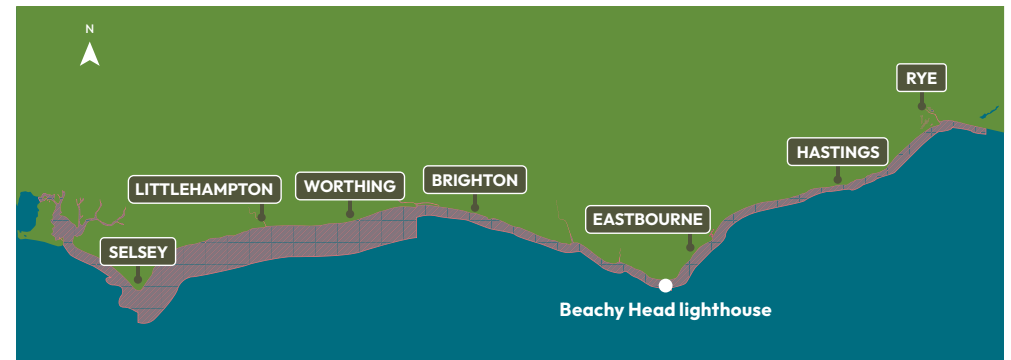 N
RYE
HASTINGS
BRIGHTON
WORTHING
LITTLEHAMPTON
EASTBOURNE
SELSEY
Beachy Head lighthouse